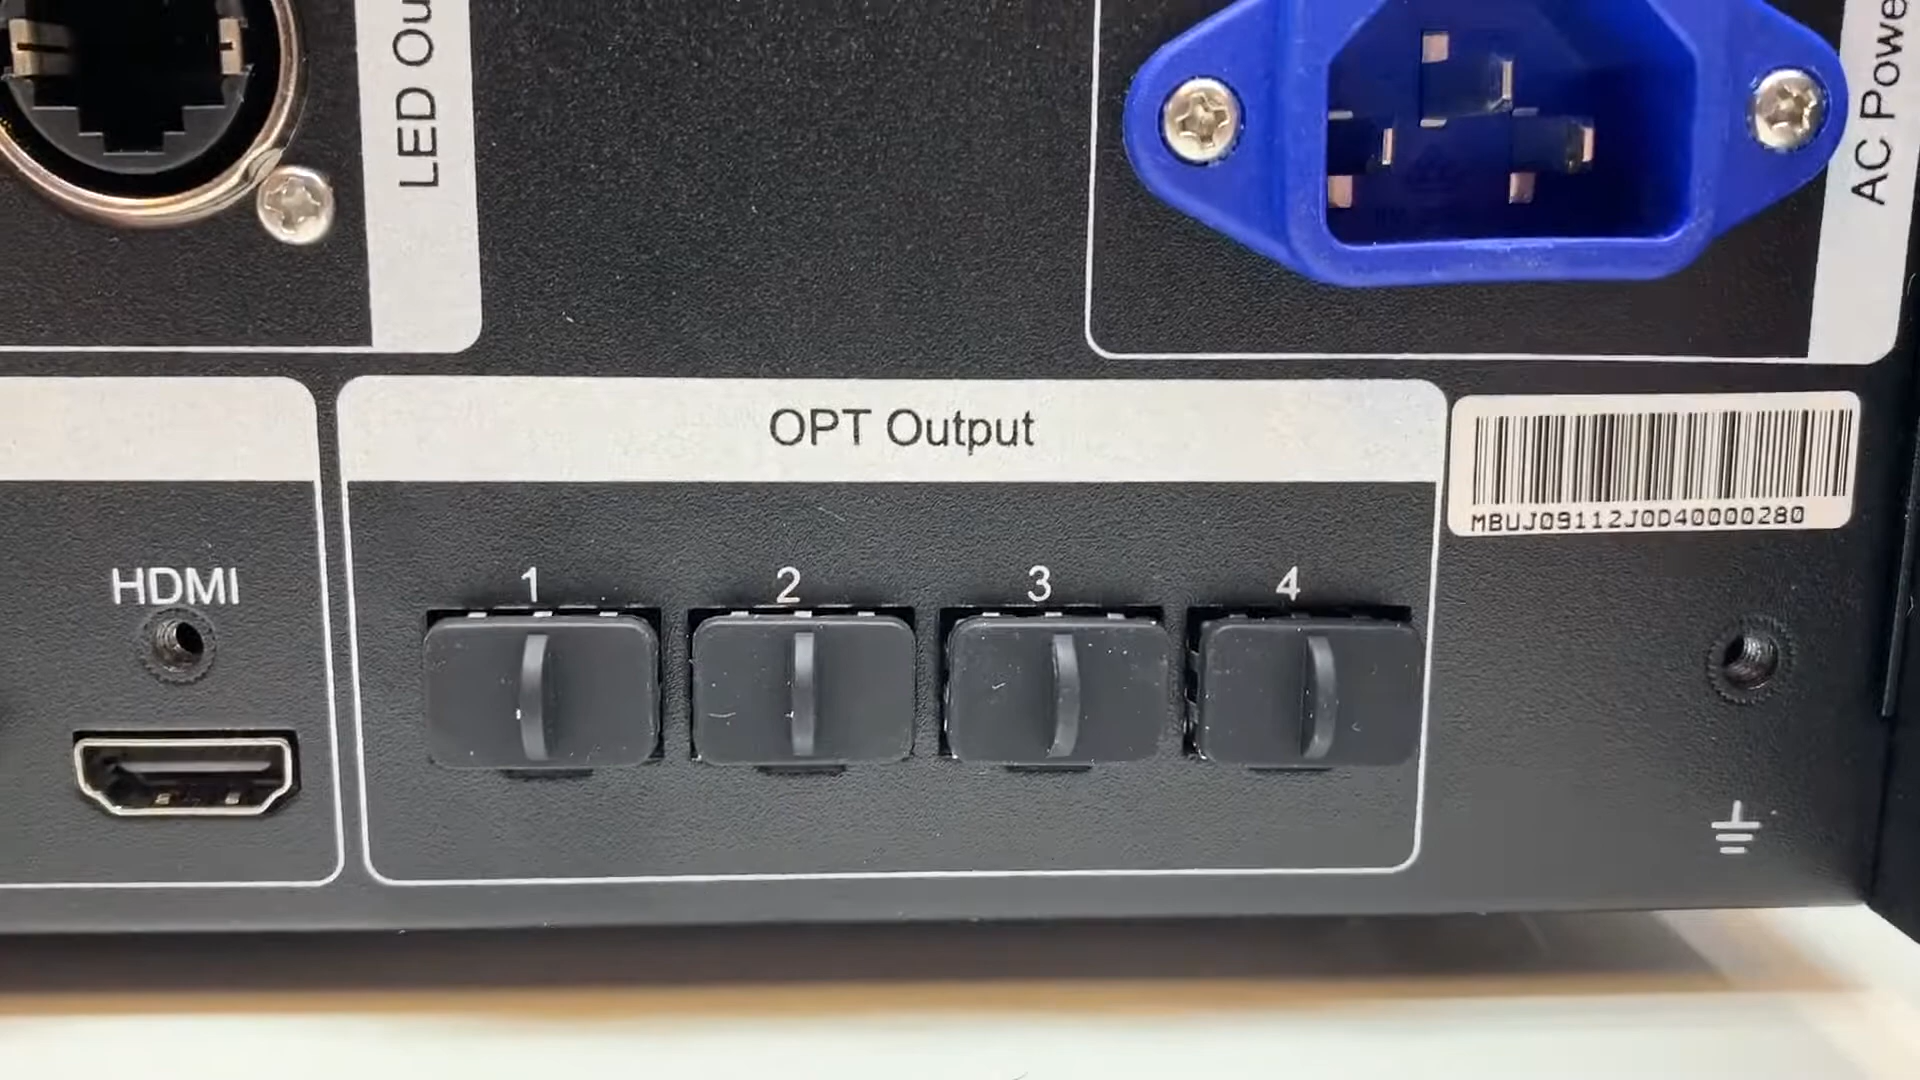 LED Ou
AC Powe
OPT Output
MBUJ09112J0D40000280
HDMI
1
2
3
4